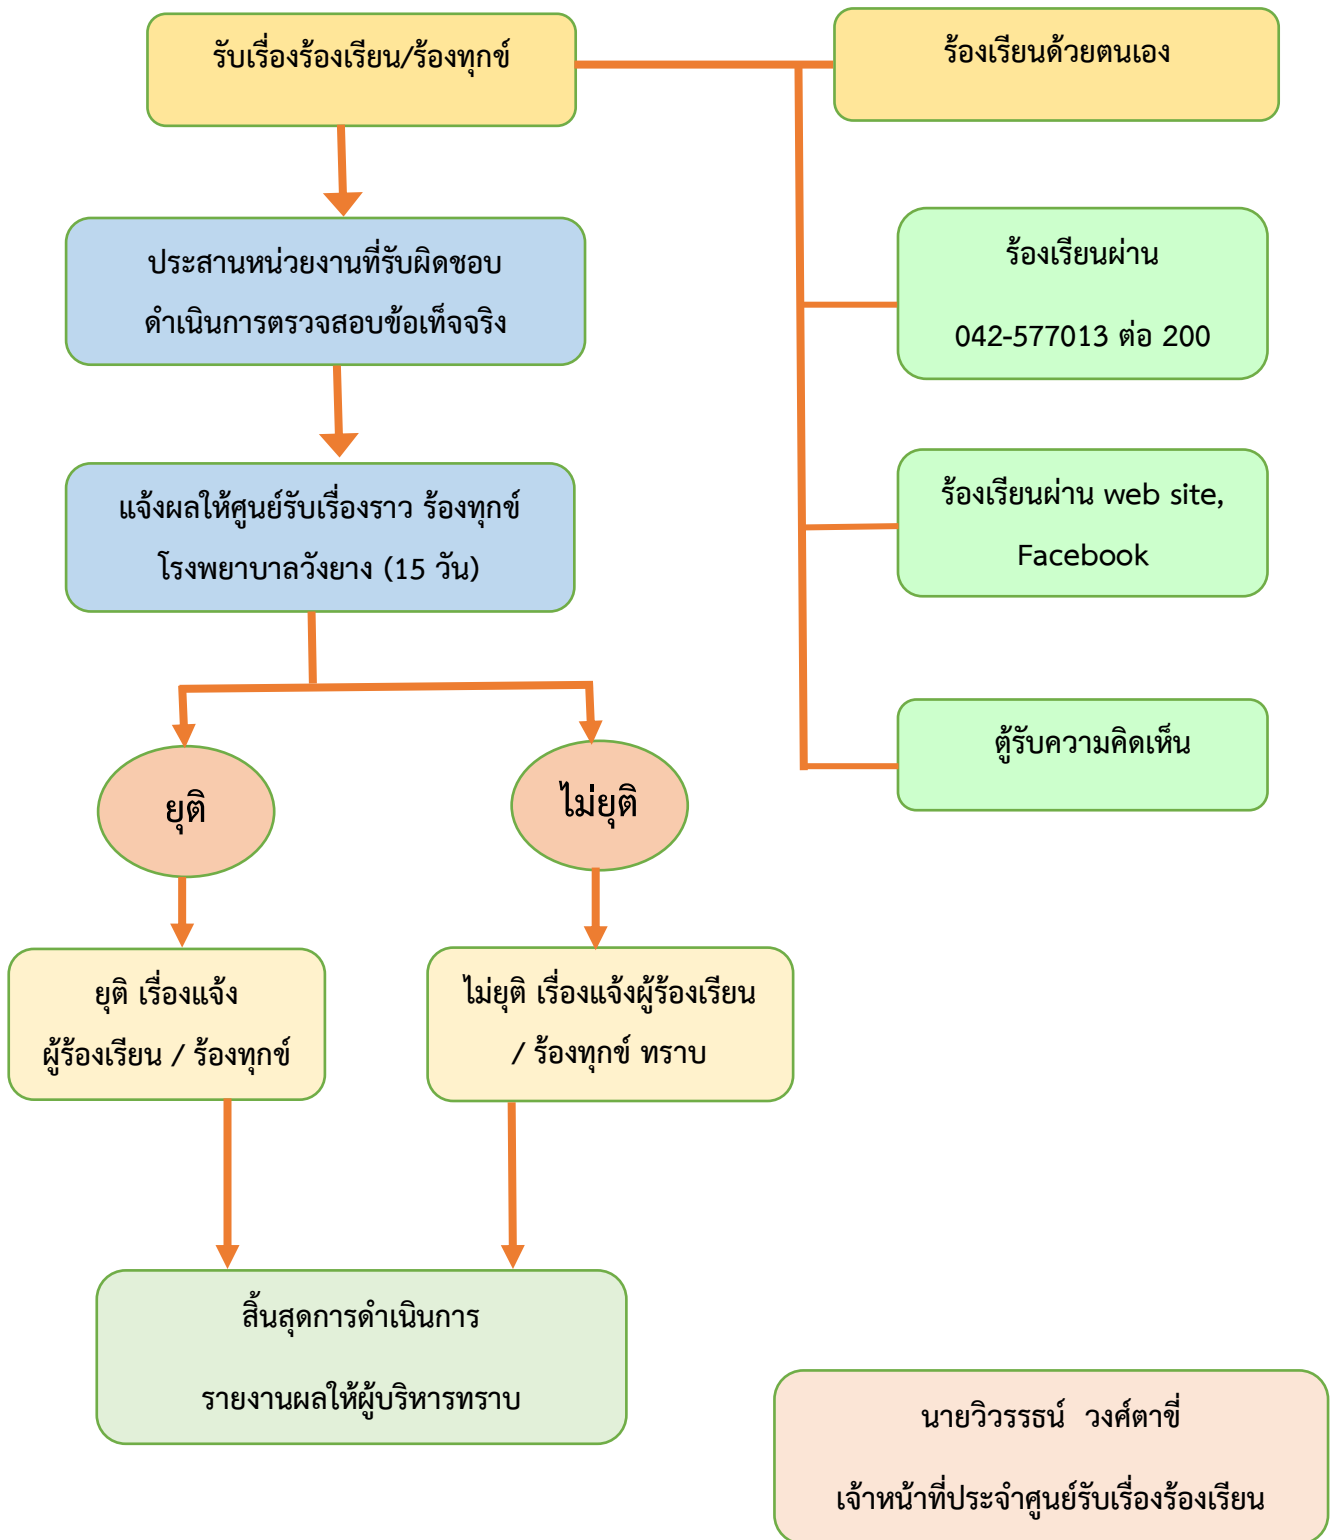 รับเรื่องร้องเรียน/ร้องทุกข์
ร้องเรียนด้วยตนเอง
ประสานหน่วยงานที่รับผิดชอบ
ดำเนินการตรวจสอบข้อเท็จจริง
ร้องเรียนผ่าน
042-577013 ต่อ 200
แจ้งผลให้ศูนย์รับเรื่องราว ร้องทุกข์
โรงพยาบาลวังยาง (15 วัน)
ร้องเรียนผ่าน web site,
Facebook
ตู้รับความคิดเห็น
ยุติ
ไม่ยุติ
ยุติ เรื่องแจ้ง
ผู้ร้องเรียน / ร้องทุกข์
ไม่ยุติ เรื่องแจ้งผู้ร้องเรียน
/ ร้องทุกข์ ทราบ
สิ้นสุดการดำเนินการ
รายงานผลให้ผู้บริหารทราบ
นายวิวรรธน์ วงศ์ตาขี่
เจ้าหน้าที่ประจำศูนย์รับเรื่องร้องเรียน